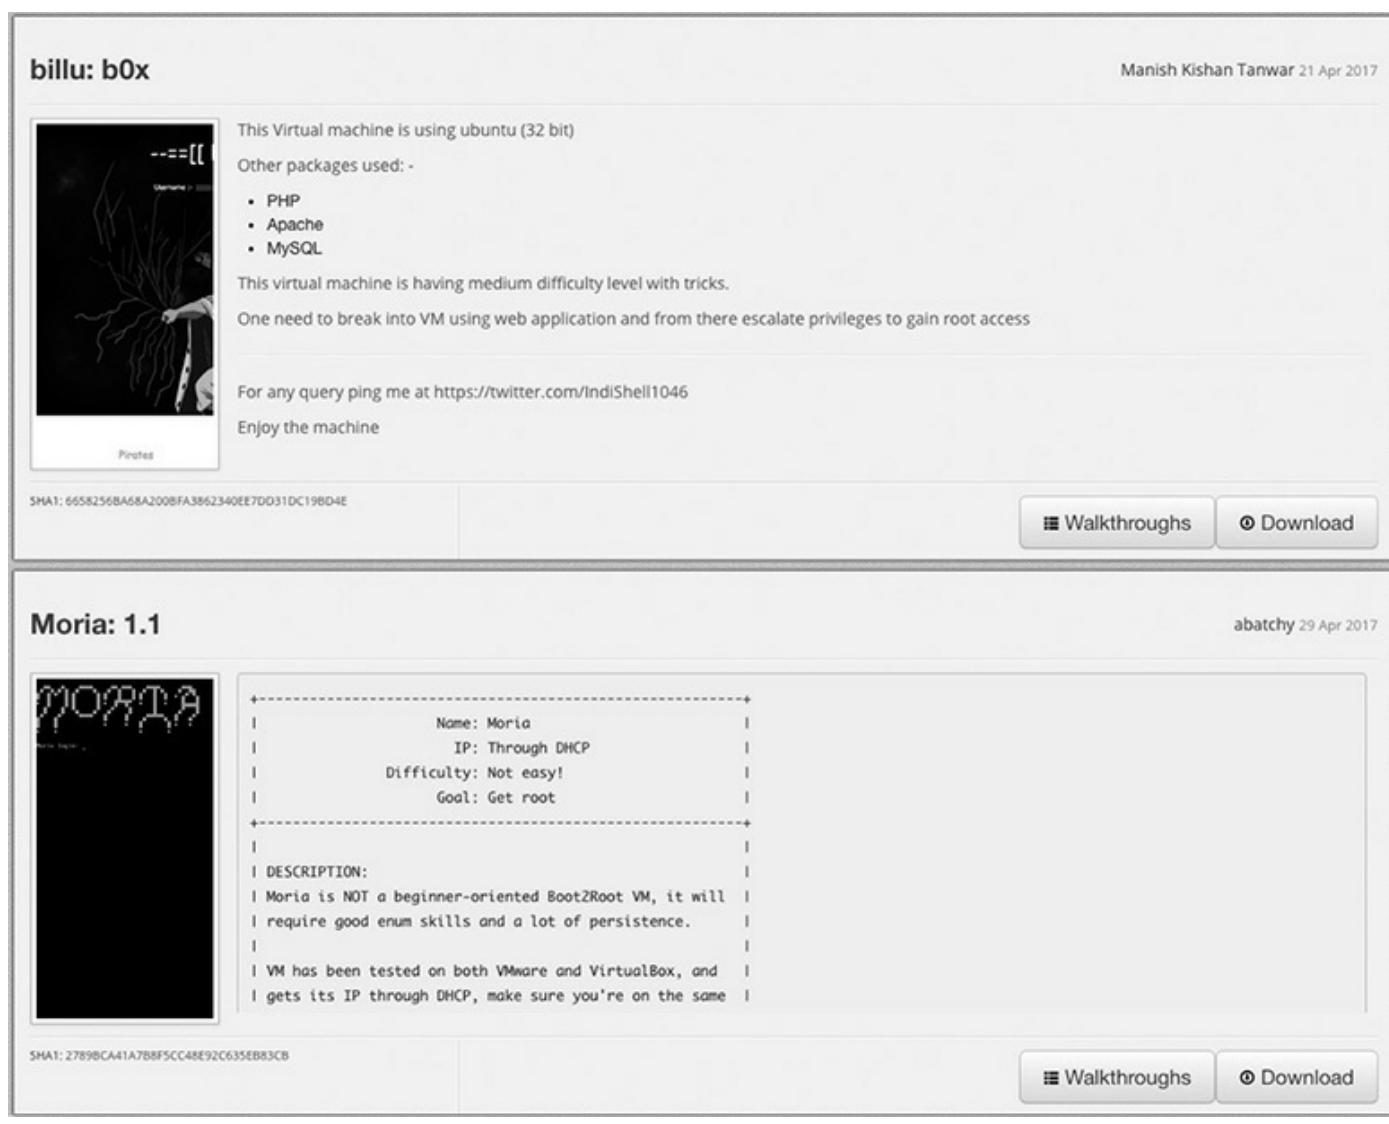 billu: b0x
Manish Kishan Tanwar 21 Apr 2017
--==[[
Username :-
Pirates
This Virtual machine is using ubuntu (32 bit)
Other packages used: -
• PHP
• Apache
• MySQL
This virtual machine is having medium difficulty level with tricks.
One need to break into VM using web application and from there escalate privileges to gain root access
For any query ping me at https://twitter.com/IndiShell1046
Enjoy the machine
SHA1: 6658256BA68A200BFA3862340EE7DD31DC19BD4E
Walkthroughs
Download
Moria: 1.1
abatchy 29 Apr 2017
MORIA
Moria login: _
+---------------------------------------------------------+
| Name: Moria |
| IP: Through DHCP |
| Difficulty: Not easy! |
| Goal: Get root |
+---------------------------------------------------------+
| |
| DESCRIPTION: |
| Moria is NOT a beginner-oriented Boot2Root VM, it will |
| require good enum skills and a lot of persistence. |
| |
| VM has been tested on both VMware and VirtualBox, and |
| gets its IP through DHCP, make sure you're on the same |
SHA1: 2789BCA41A7B8F5CC48E92C635EB83CB
Walkthroughs
Download